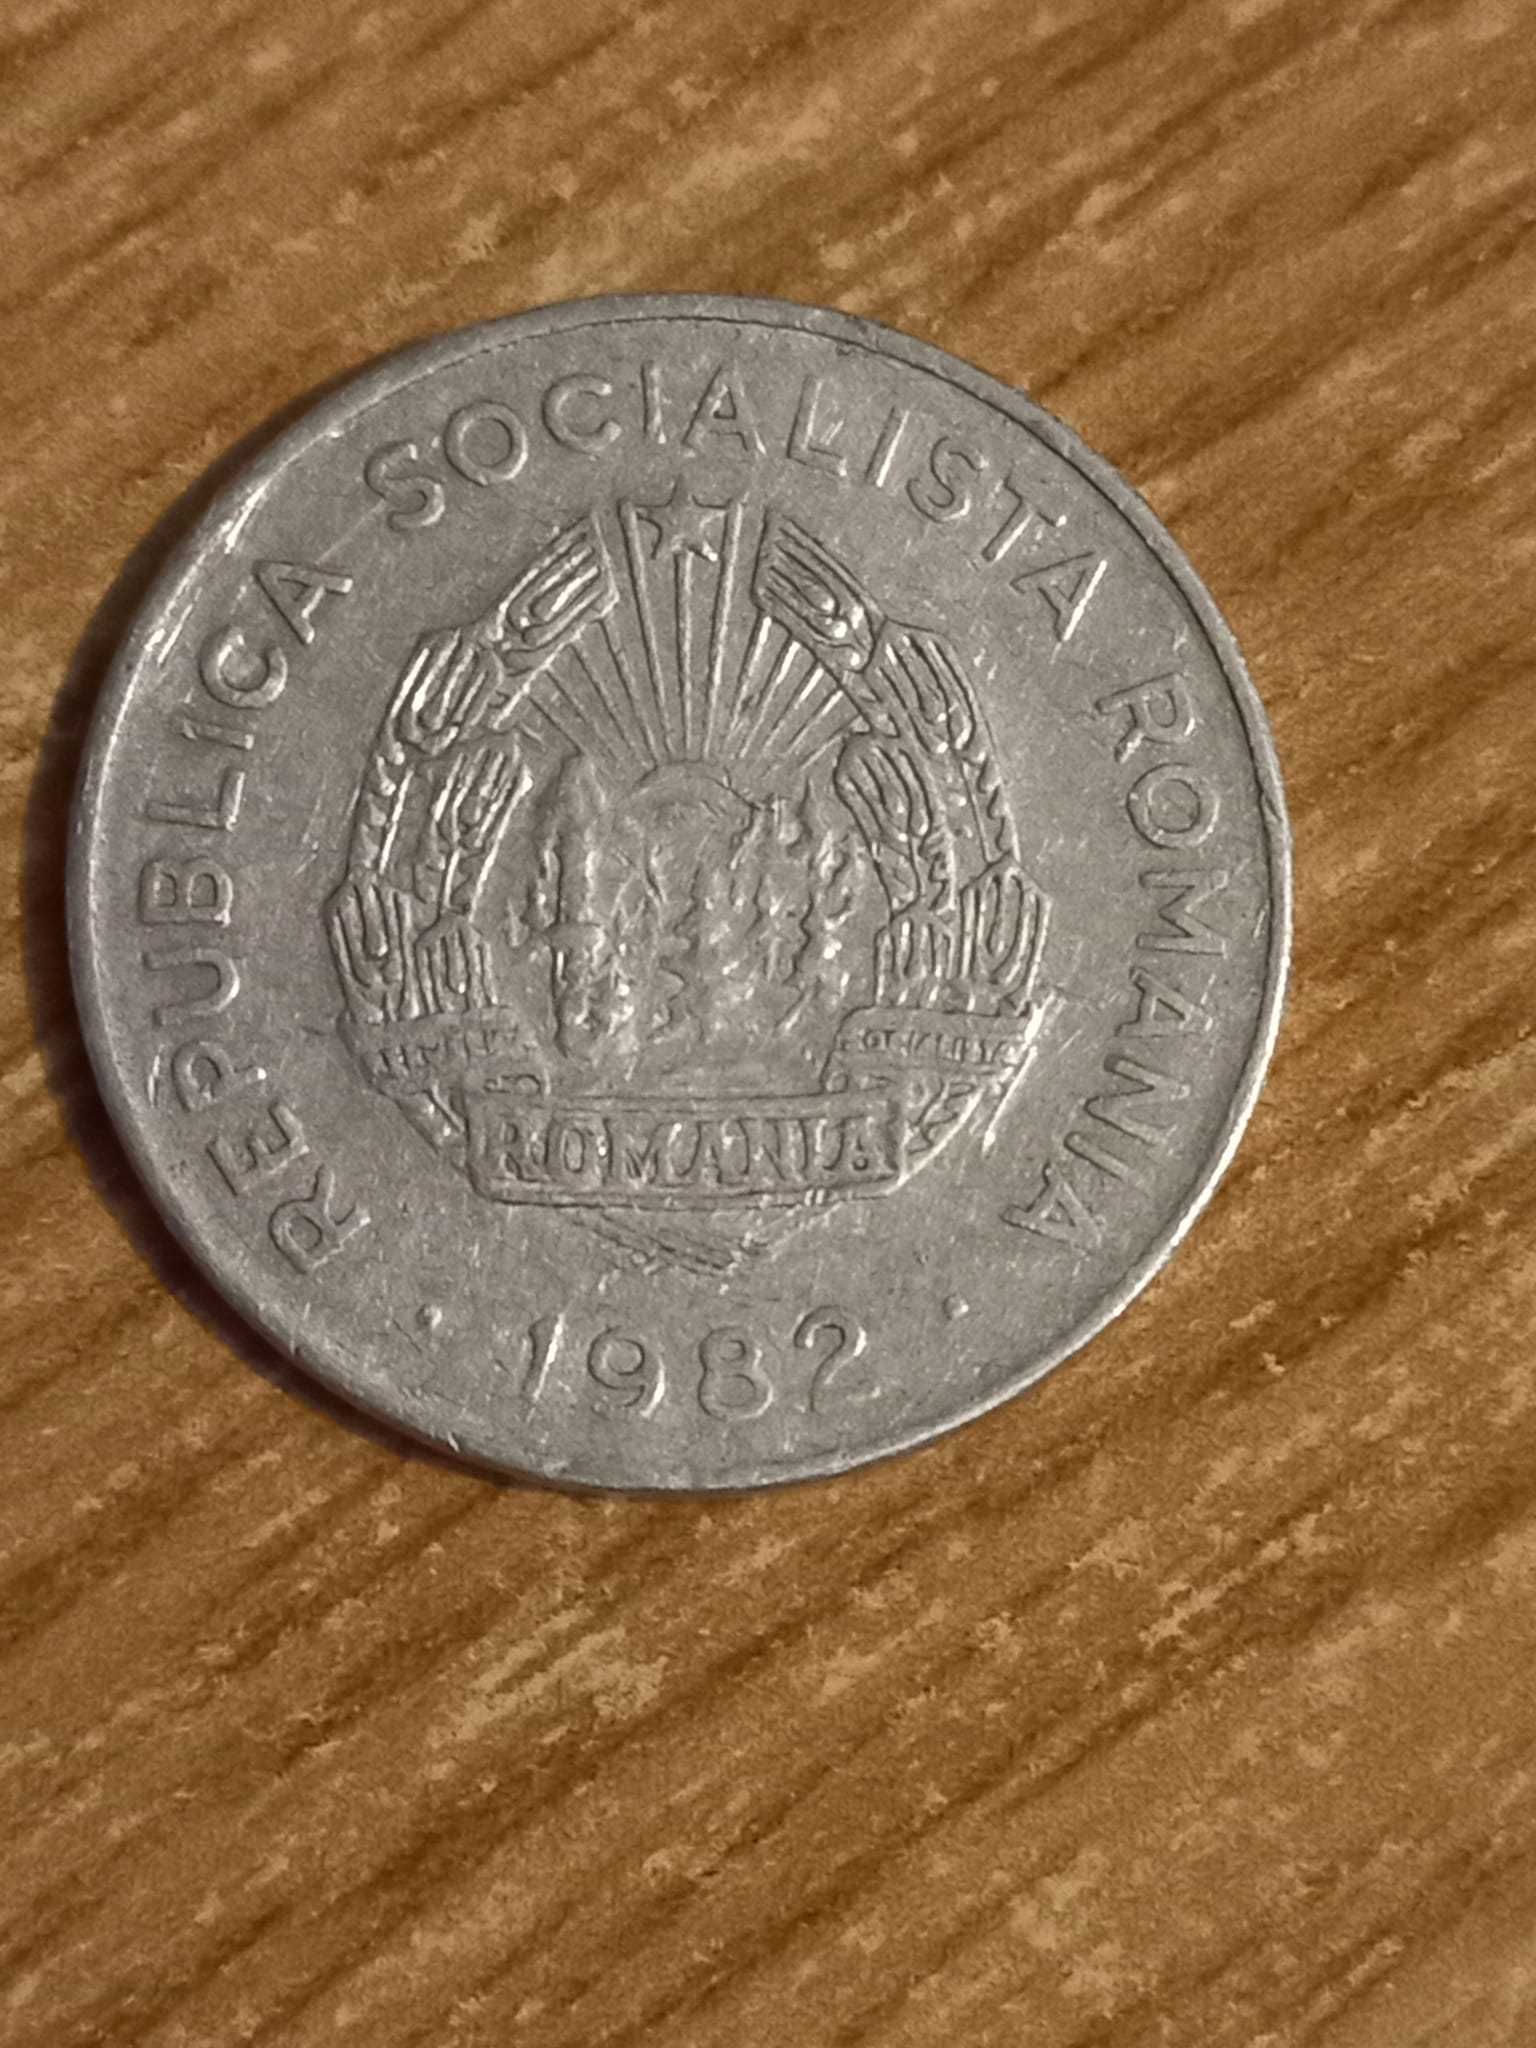 REPUBLICA SOCIALISTA ROMANIA
ROMANIA
· 1982 ·